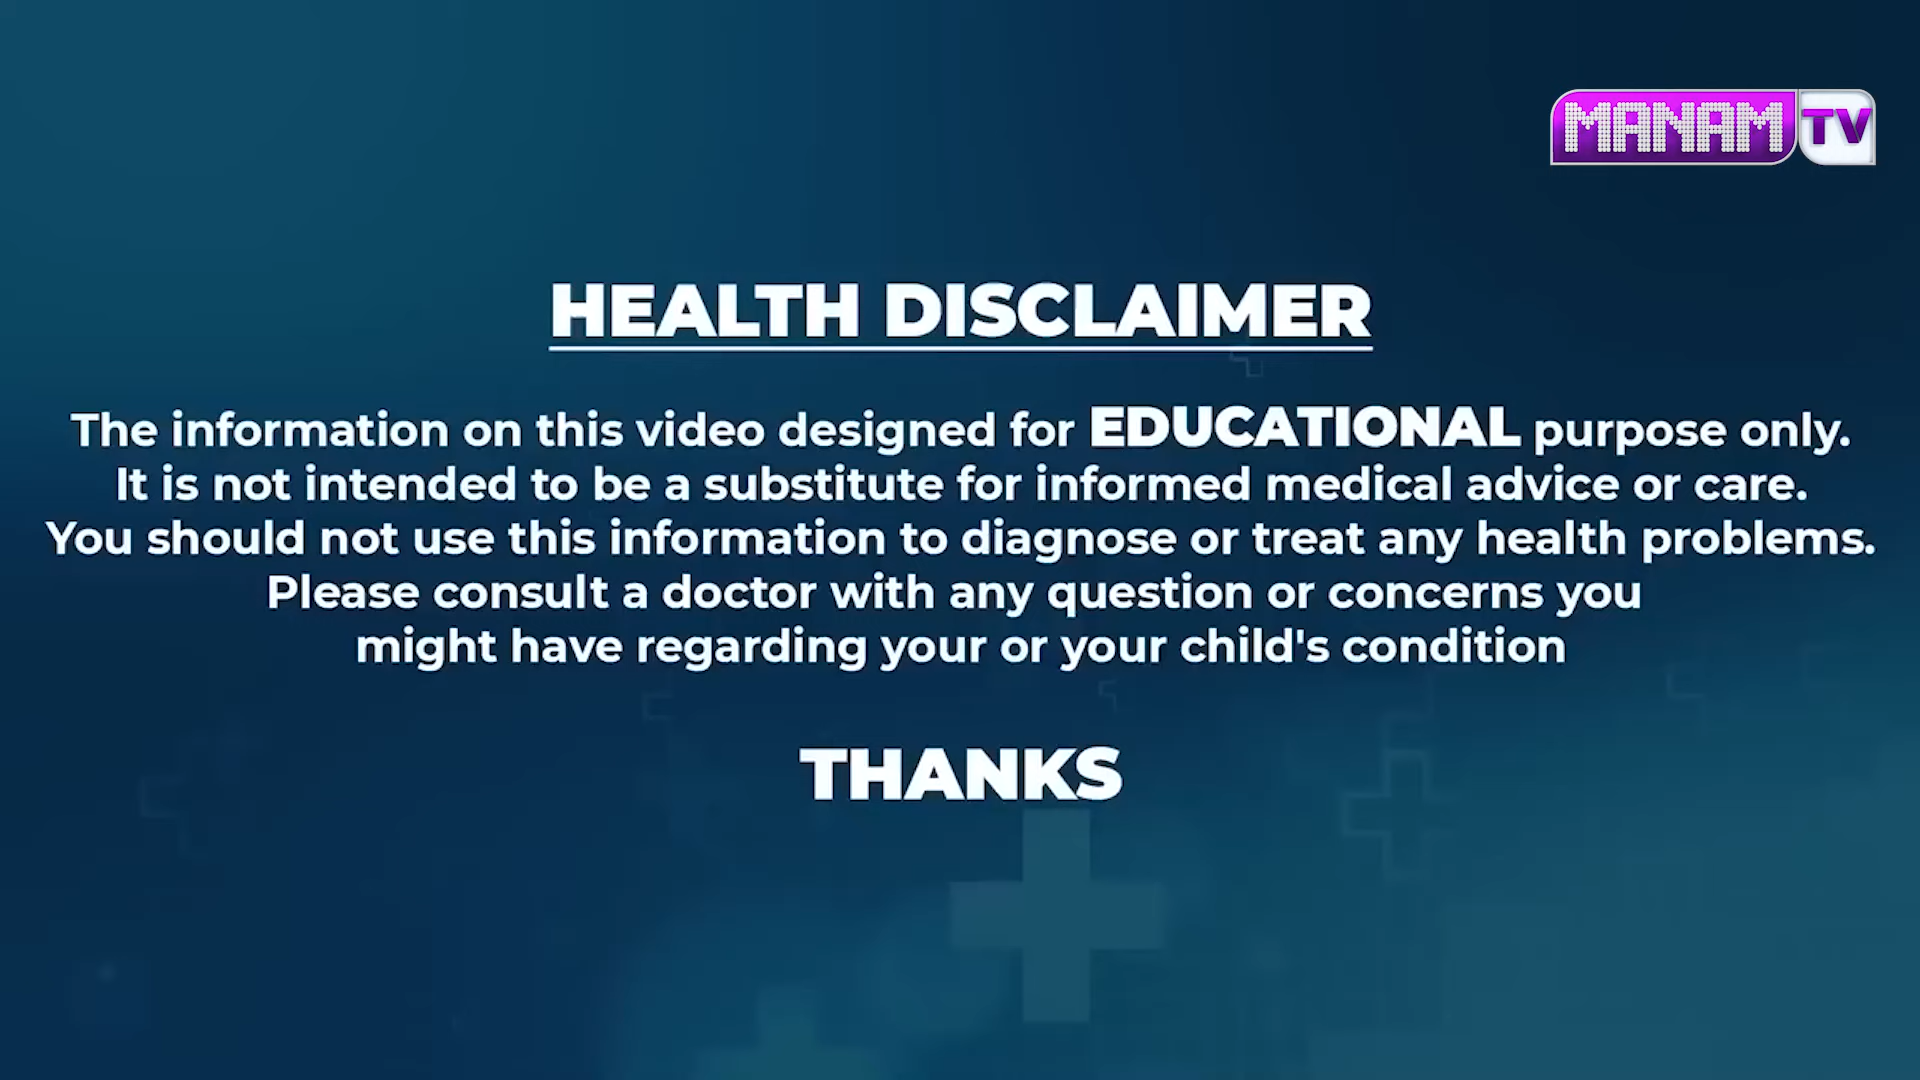 MANAM TV
HEALTH DISCLAIMER
The information on this video designed for EDUCATIONAL purpose only.
It is not intended to be a substitute for informed medical advice or care.
You should not use this information to diagnose or treat any health problems.
Please consult a doctor with any question or concerns you
might have regarding your or your child's condition
THANKS